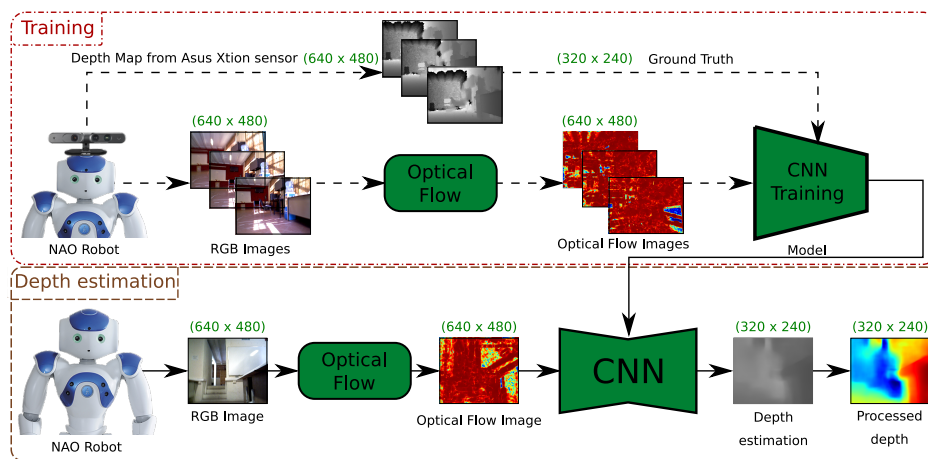 Training
Depth Map from Asus Xtion sensor (640 x 480)
(320 x 240) Ground Truth
(640 x 480)
(640 x 480)
Optical
Flow
CNN
Training
NAO Robot
RGB Images
Optical Flow Images
Model
Depth estimation
(640 x 480)
(640 x 480)
(320 x 240)
(320 x 240)
Optical
Flow
CNN
NAO Robot
RGB Image
Optical Flow Image
Depth
estimation
Processed
depth